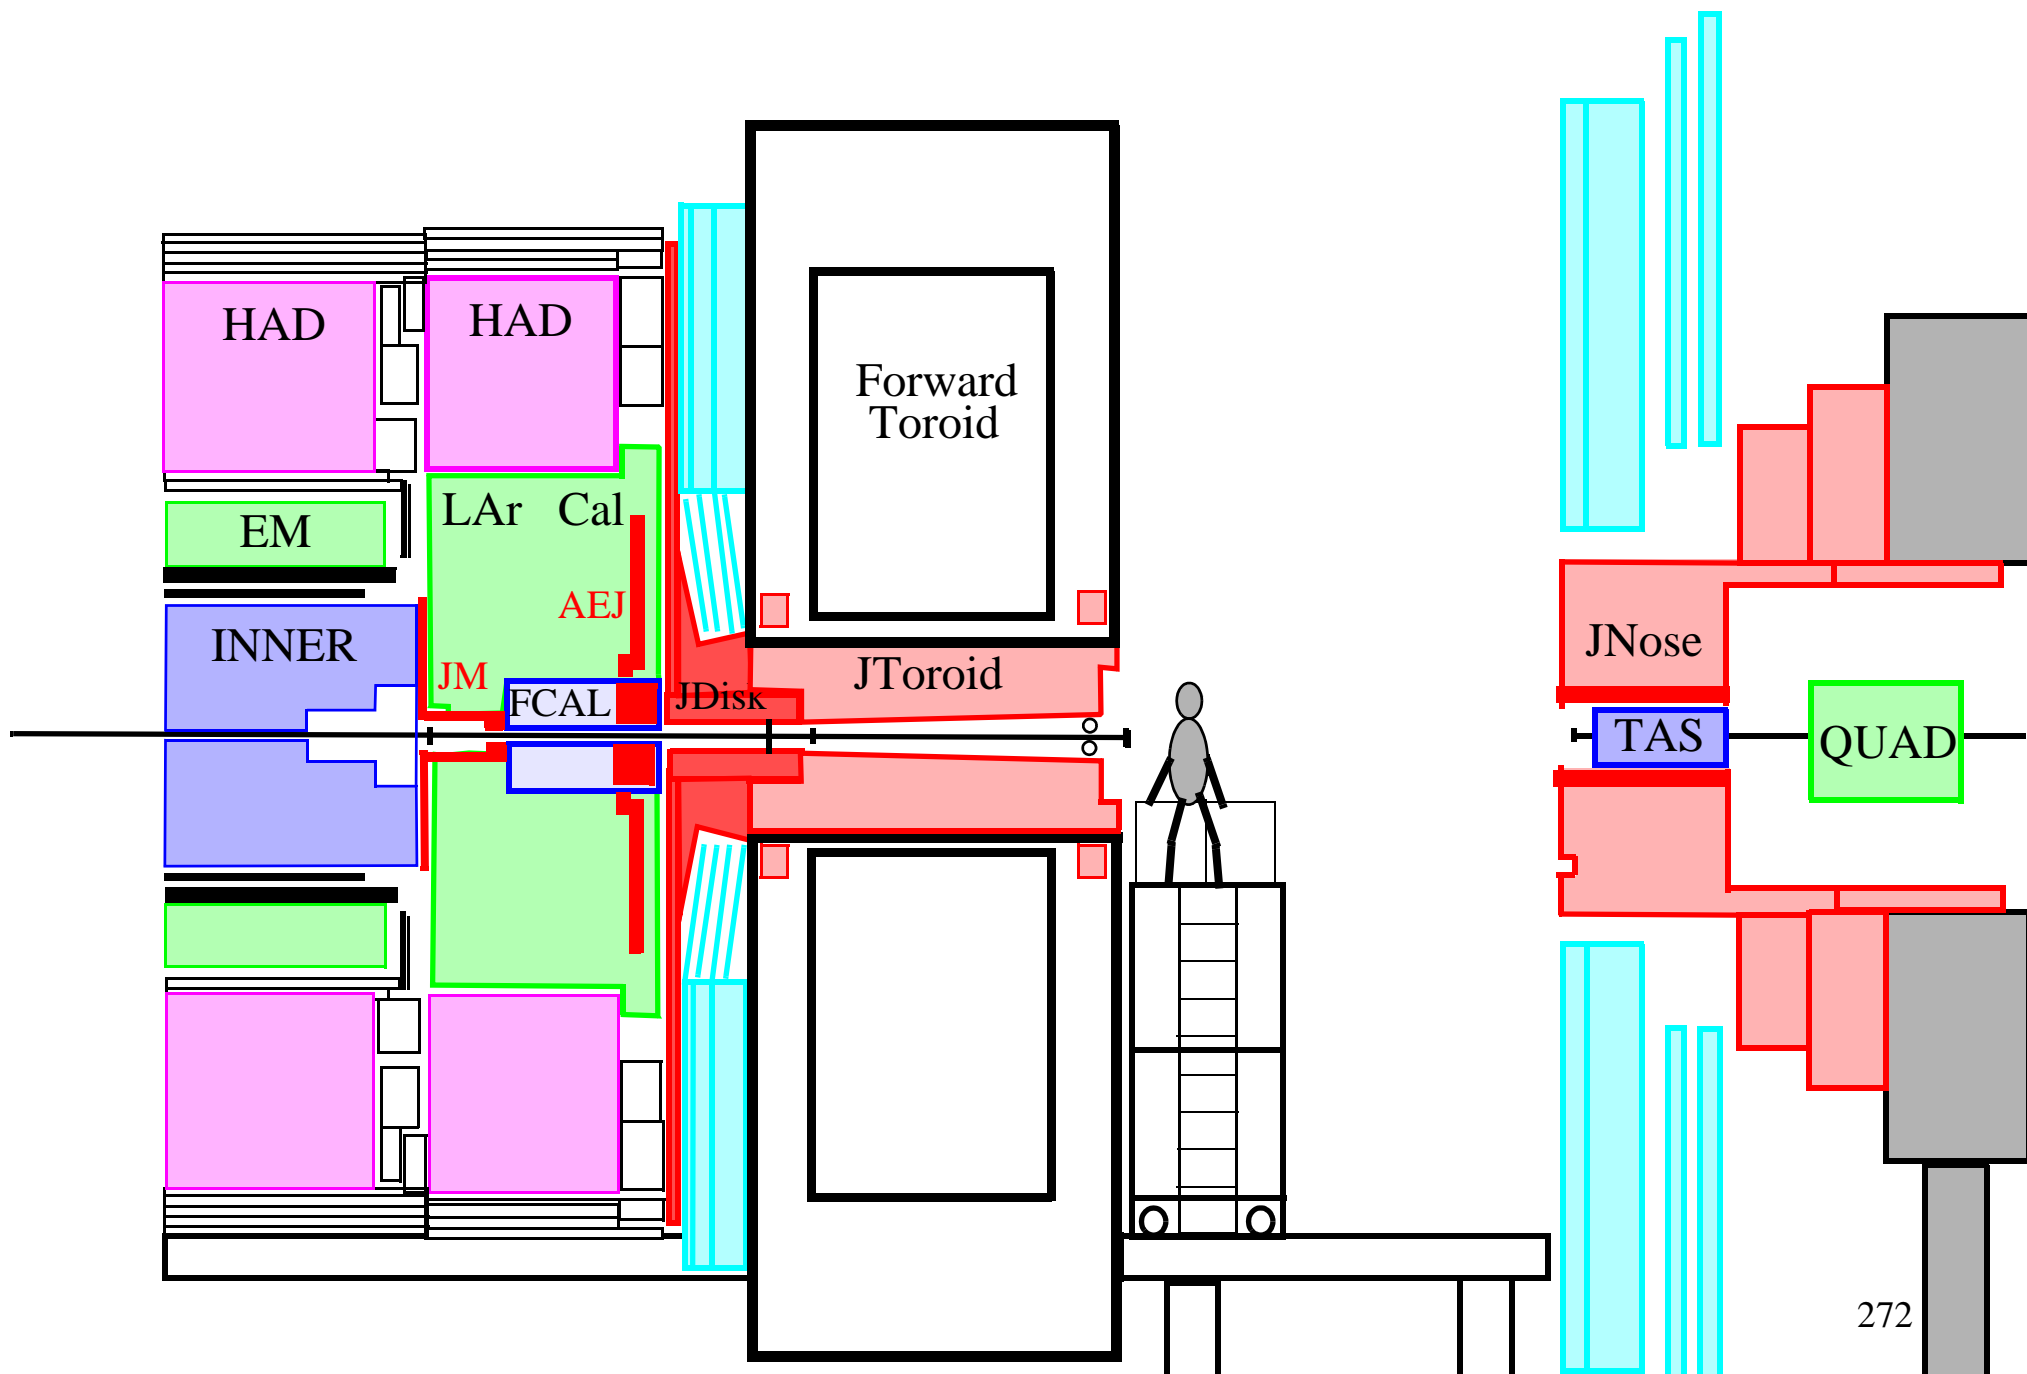 HAD
HAD
Forward
Toroid
LAr Cal
EM
AEJ
INNER
JNose
JM
JToroid
FCAL
JDisk
TAS
QUAD
272